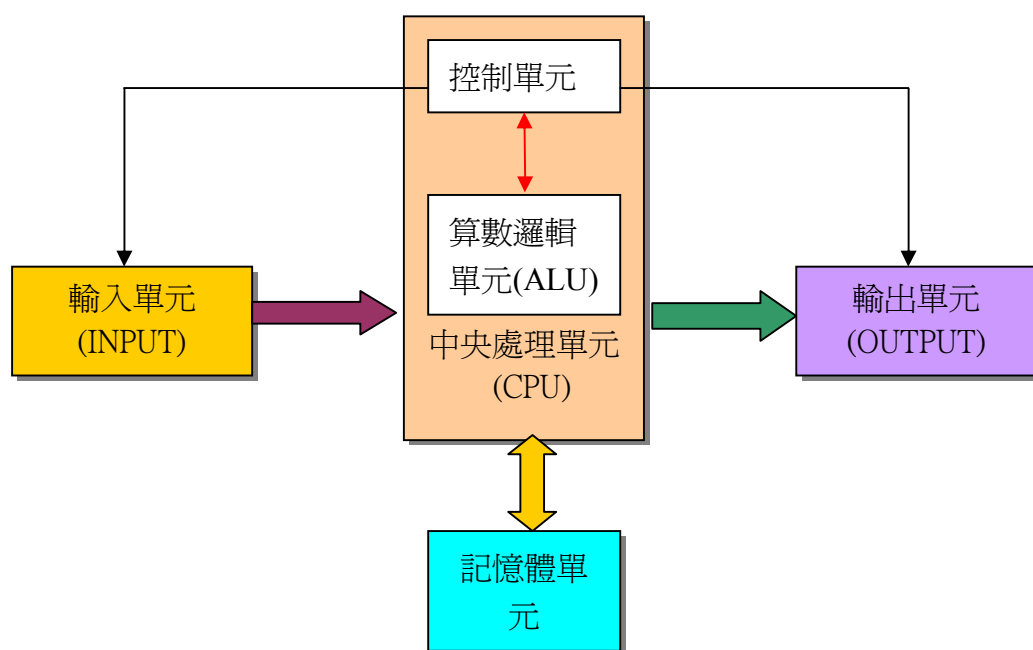 控制單元
算數邏輯
單元(ALU)
中央處理單元
(CPU)
輸入單元
(INPUT)
輸出單元
(OUTPUT)
記憶體單
元